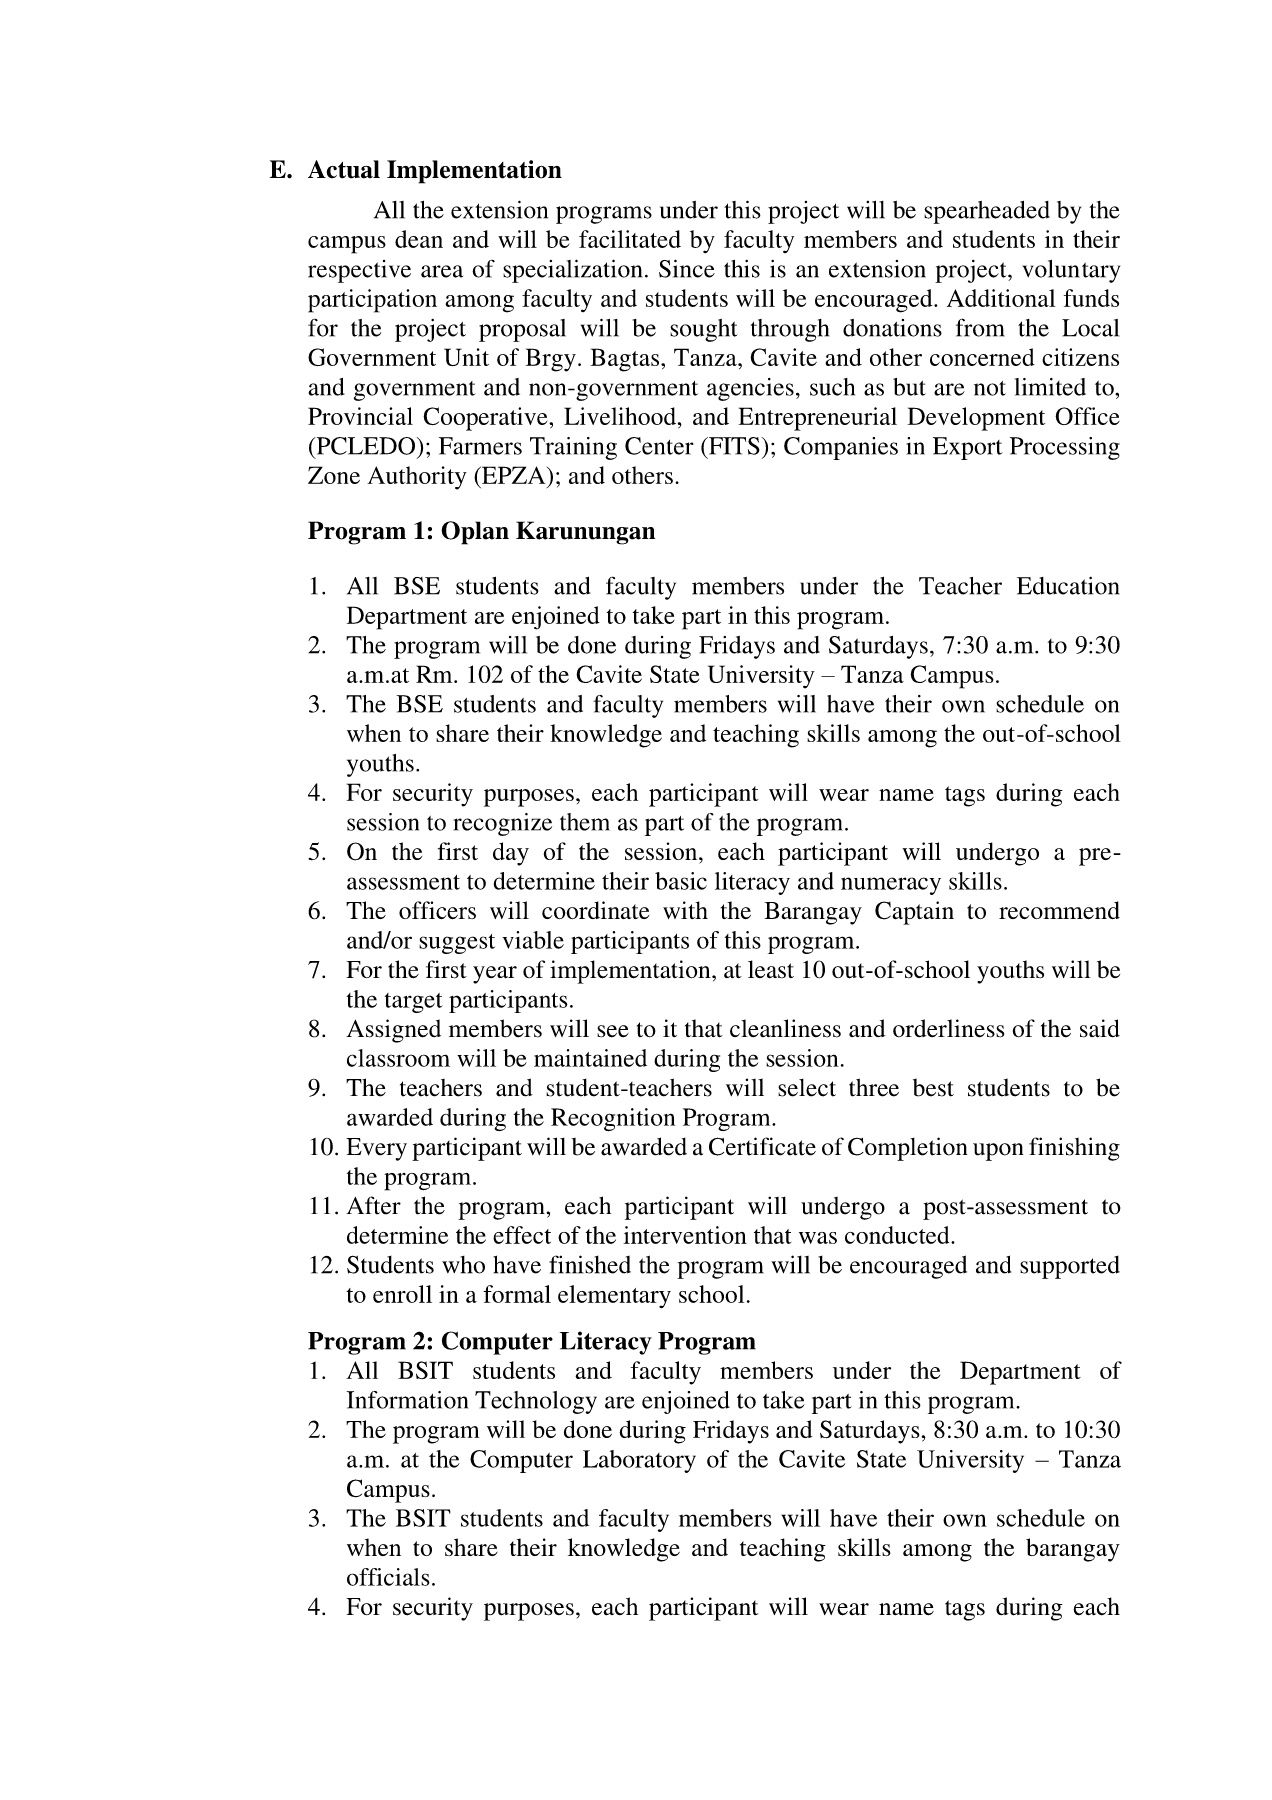 E. Actual Implementation
All the extension programs under this project will be spearheaded by the
campus dean and will be facilitated by faculty members and students in their
respective area of specialization. Since this is an extension project, voluntary
participation among faculty and students will be encouraged. Additional funds
for the project proposal will be sought through donations from the Local
Government Unit of Brgy. Bagtas, Tanza, Cavite and other concerned citizens
and government and non-government agencies, such as but are not limited to,
Provincial Cooperative, Livelihood, and Entrepreneurial Development Office
(PCLEDO); Farmers Training Center (FITS); Companies in Export Processing
Zone Authority (EPZA); and others.
Program 1: Oplan Karunungan
1. All BSE students and faculty members under the Teacher Education
Department are enjoined to take part in this program.
2. The program will be done during Fridays and Saturdays, 7:30 a.m. to 9:30
a.m.at Rm. 102 of the Cavite State University – Tanza Campus.
3. The BSE students and faculty members will have their own schedule on
when to share their knowledge and teaching skills among the out-of-school
youths.
4. For security purposes, each participant will wear name tags during each
session to recognize them as part of the program.
5. On the first day of the session, each participant will undergo a pre-
assessment to determine their basic literacy and numeracy skills.
6. The officers will coordinate with the Barangay Captain to recommend
and/or suggest viable participants of this program.
7. For the first year of implementation, at least 10 out-of-school youths will be
the target participants.
8. Assigned members will see to it that cleanliness and orderliness of the said
classroom will be maintained during the session.
9. The teachers and student-teachers will select three best students to be
awarded during the Recognition Program.
10. Every participant will be awarded a Certificate of Completion upon finishing
the program.
11. After the program, each participant will undergo a post-assessment to
determine the effect of the intervention that was conducted.
12. Students who have finished the program will be encouraged and supported
to enroll in a formal elementary school.
Program 2: Computer Literacy Program
1. All BSIT students and faculty members under the Department of
Information Technology are enjoined to take part in this program.
2. The program will be done during Fridays and Saturdays, 8:30 a.m. to 10:30
a.m. at the Computer Laboratory of the Cavite State University – Tanza
Campus.
3. The BSIT students and faculty members will have their own schedule on
when to share their knowledge and teaching skills among the barangay
officials.
4. For security purposes, each participant will wear name tags during each